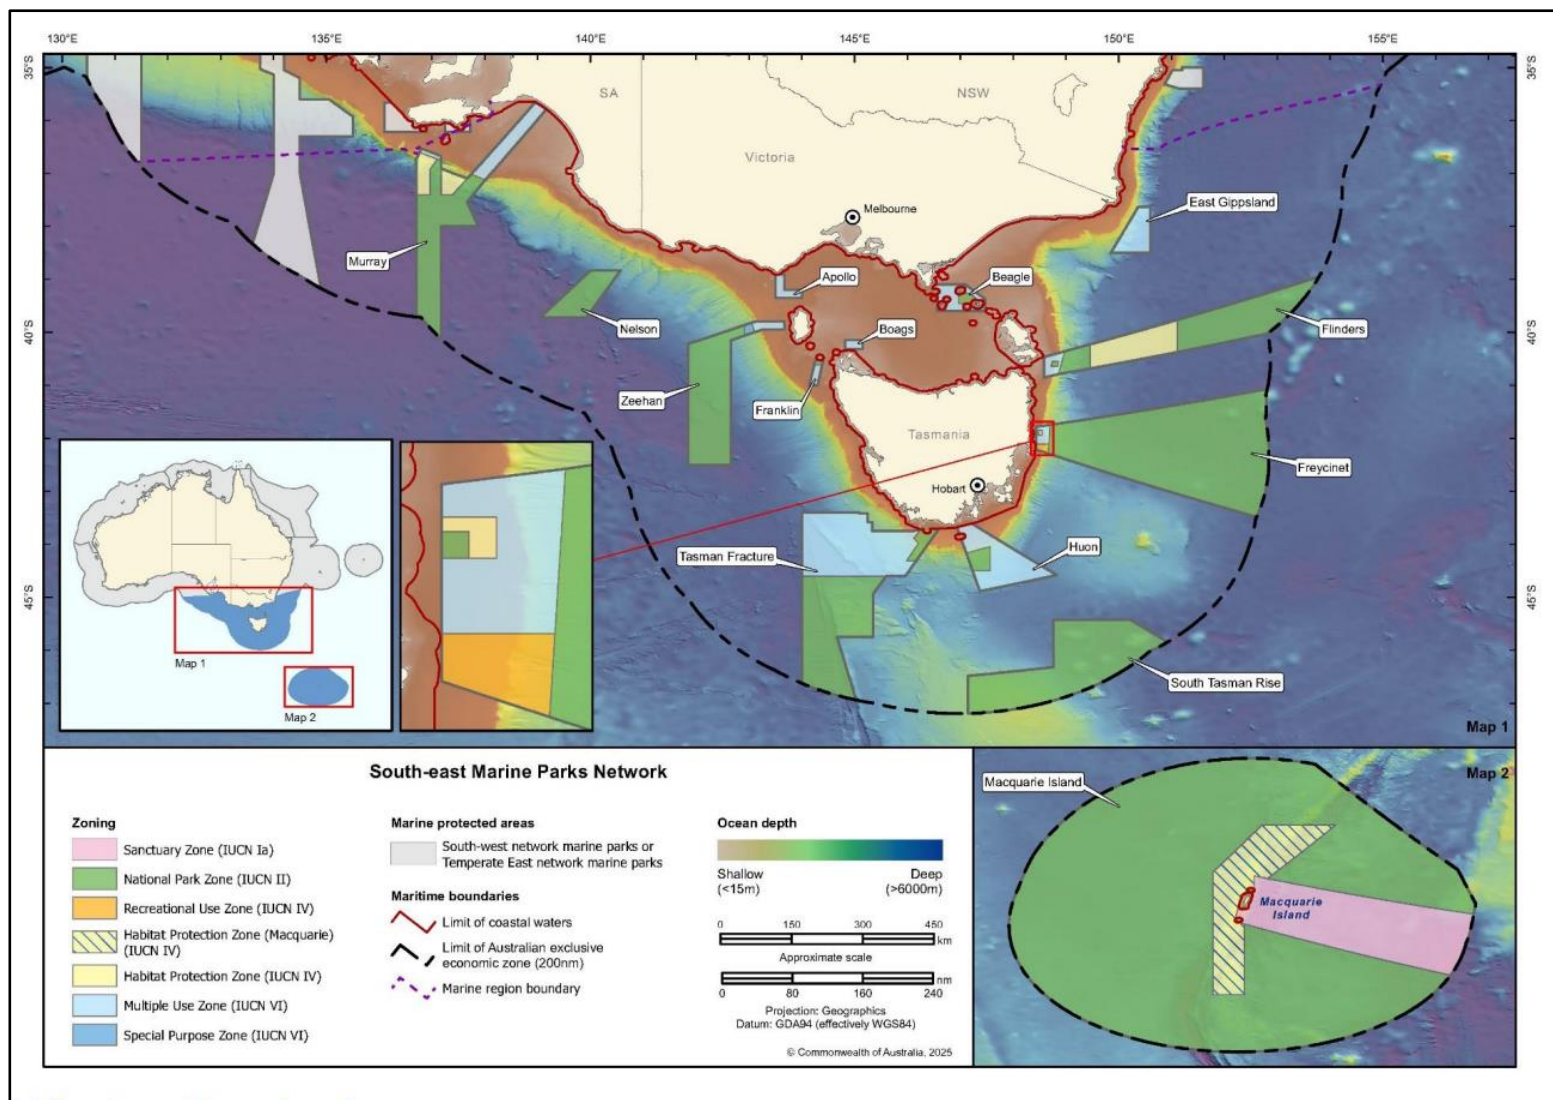 130°E
135°E
140°E
145°E
150°E
155°E
35°S
35°S
SA
NSW
Victoria
Melbourne
East Gippsland
Murray
Apollo
Beagle
Nelson
Boags
Flinders
40°S
40°S
Zeehan
Franklin
Tasmania
Freycinet
Hobart
Tasman Fracture
Huon
45°S
45°S
South Tasman Rise
Map 1
Map 2
Map 1
South-east Marine Parks Network
Zoning
Sanctuary Zone (IUCN Ia)
National Park Zone (IUCN II)
Recreational Use Zone (IUCN IV)
Habitat Protection Zone (Macquarie)
(IUCN IV)
Habitat Protection Zone (IUCN IV)
Multiple Use Zone (IUCN VI)
Special Purpose Zone (IUCN VI)
Marine protected areas
South-west network marine parks or
Temperate East network marine parks
Maritime boundaries
Limit of coastal waters
Limit of Australian exclusive
economic zone (200nm)
Marine region boundary
Ocean depth
Shallow
(<15m)
Deep
(>6000m)
0 150 300 450
km
Approximate scale
nm
0 80 160 240
Projection: Geographics
Datum: GDA94 (effectively WGS84)
© Commonwealth of Australia, 2025
Map 2
Macquarie Island
Macquarie
Island